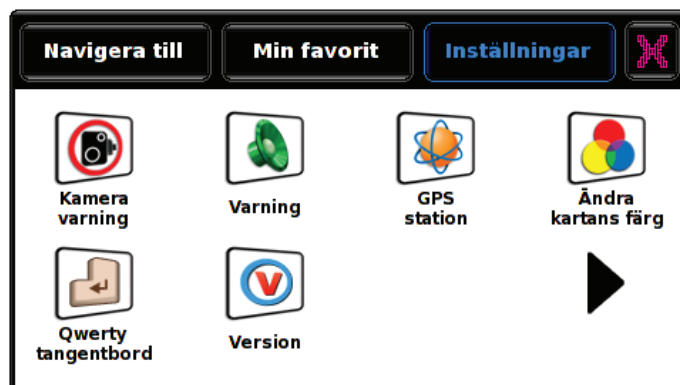 Navigera till
Min favorit
Inställningar
Kamera
varning
Varning
GPS
station
Ändra
kartans färg
Qwerty
tangentbord
V
Version